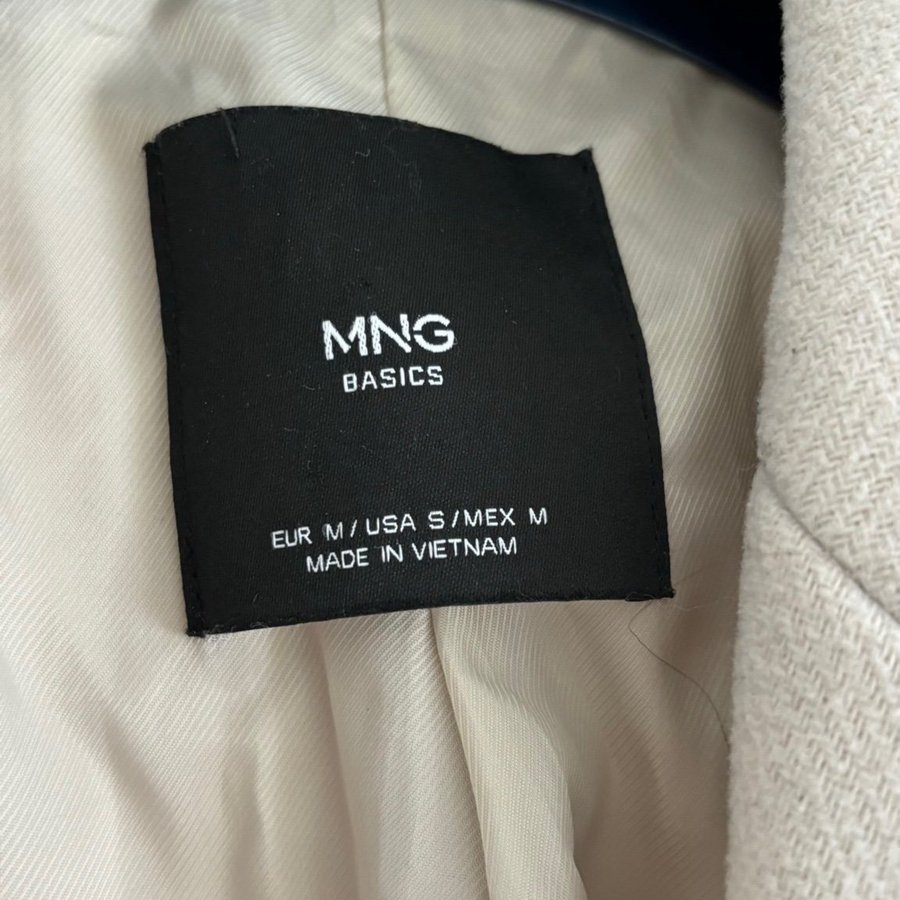 MNG
BASICS
EUR M/USA S/MEX M
MADE IN VIETNAM